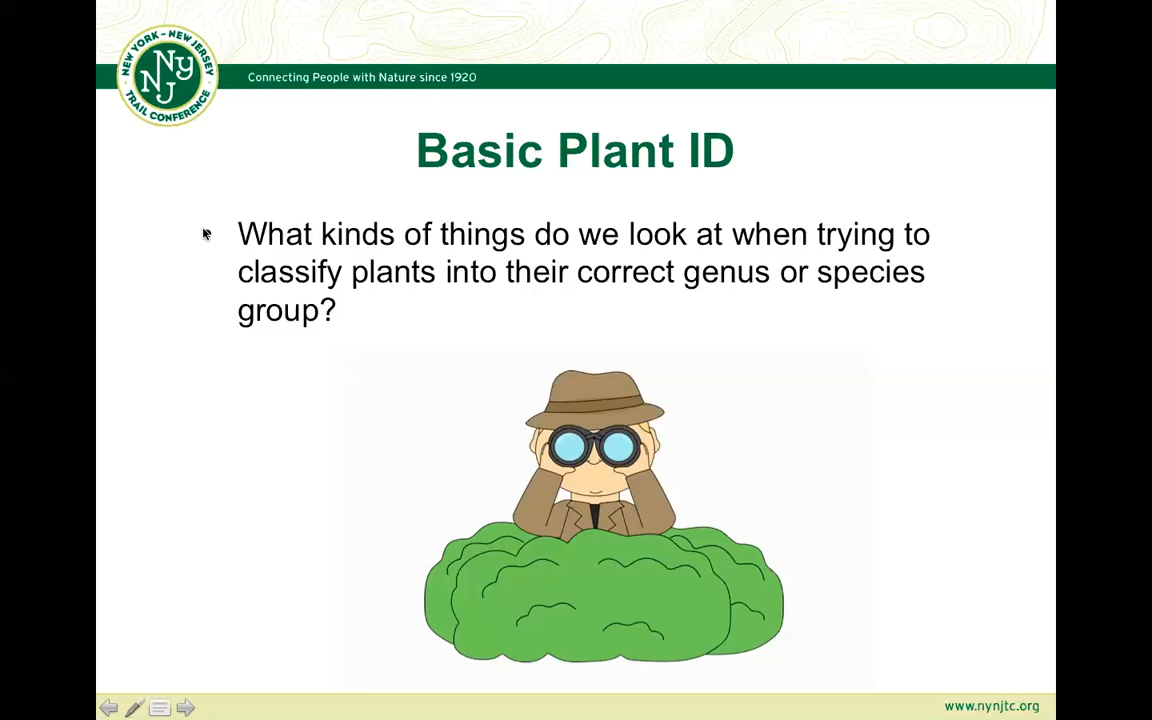 NEW YORK - NEW JERSEY
NY
NJ
TRAIL CONFERENCE
Connecting People with Nature since 1920
Basic Plant ID
What kinds of things do we look at when trying to
classify plants into their correct genus or species
group?
www.nynjtc.org